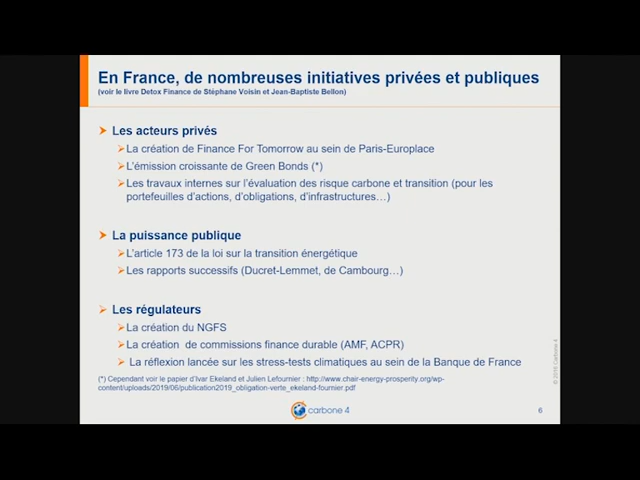 En France, de nombreuses initiatives privées et publiques
(voir le livre Detox Finance de Stéphane Voisin et Jean-Baptiste Bellon)
Les acteurs privés
La création de Finance For Tomorrow au sein de Paris-Europlace
L'émission croissante de Green Bonds (*)
Les travaux internes sur l'évaluation des risque carbone et transition (pour les
portefeuilles d'actions, d'obligations, d'infrastructures…)
La puissance publique
L'article 173 de la loi sur la transition énergétique
Les rapports successifs (Ducret-Lemmet, de Cambourg…)
Les régulateurs
La création du NGFS
La création de commissions finance durable (AMF, ACPR)
La réflexion lancée sur les stress-tests climatiques au sein de la Banque de France
(*) Cependant voir le papier d'Ivar Ekeland et Julien Lefournier : http://www.chair-energy-prosperity.org/wp-
content/uploads/2019/06/publication2019_obligation-verte_ekeland-fournier.pdf
carbone 4
6